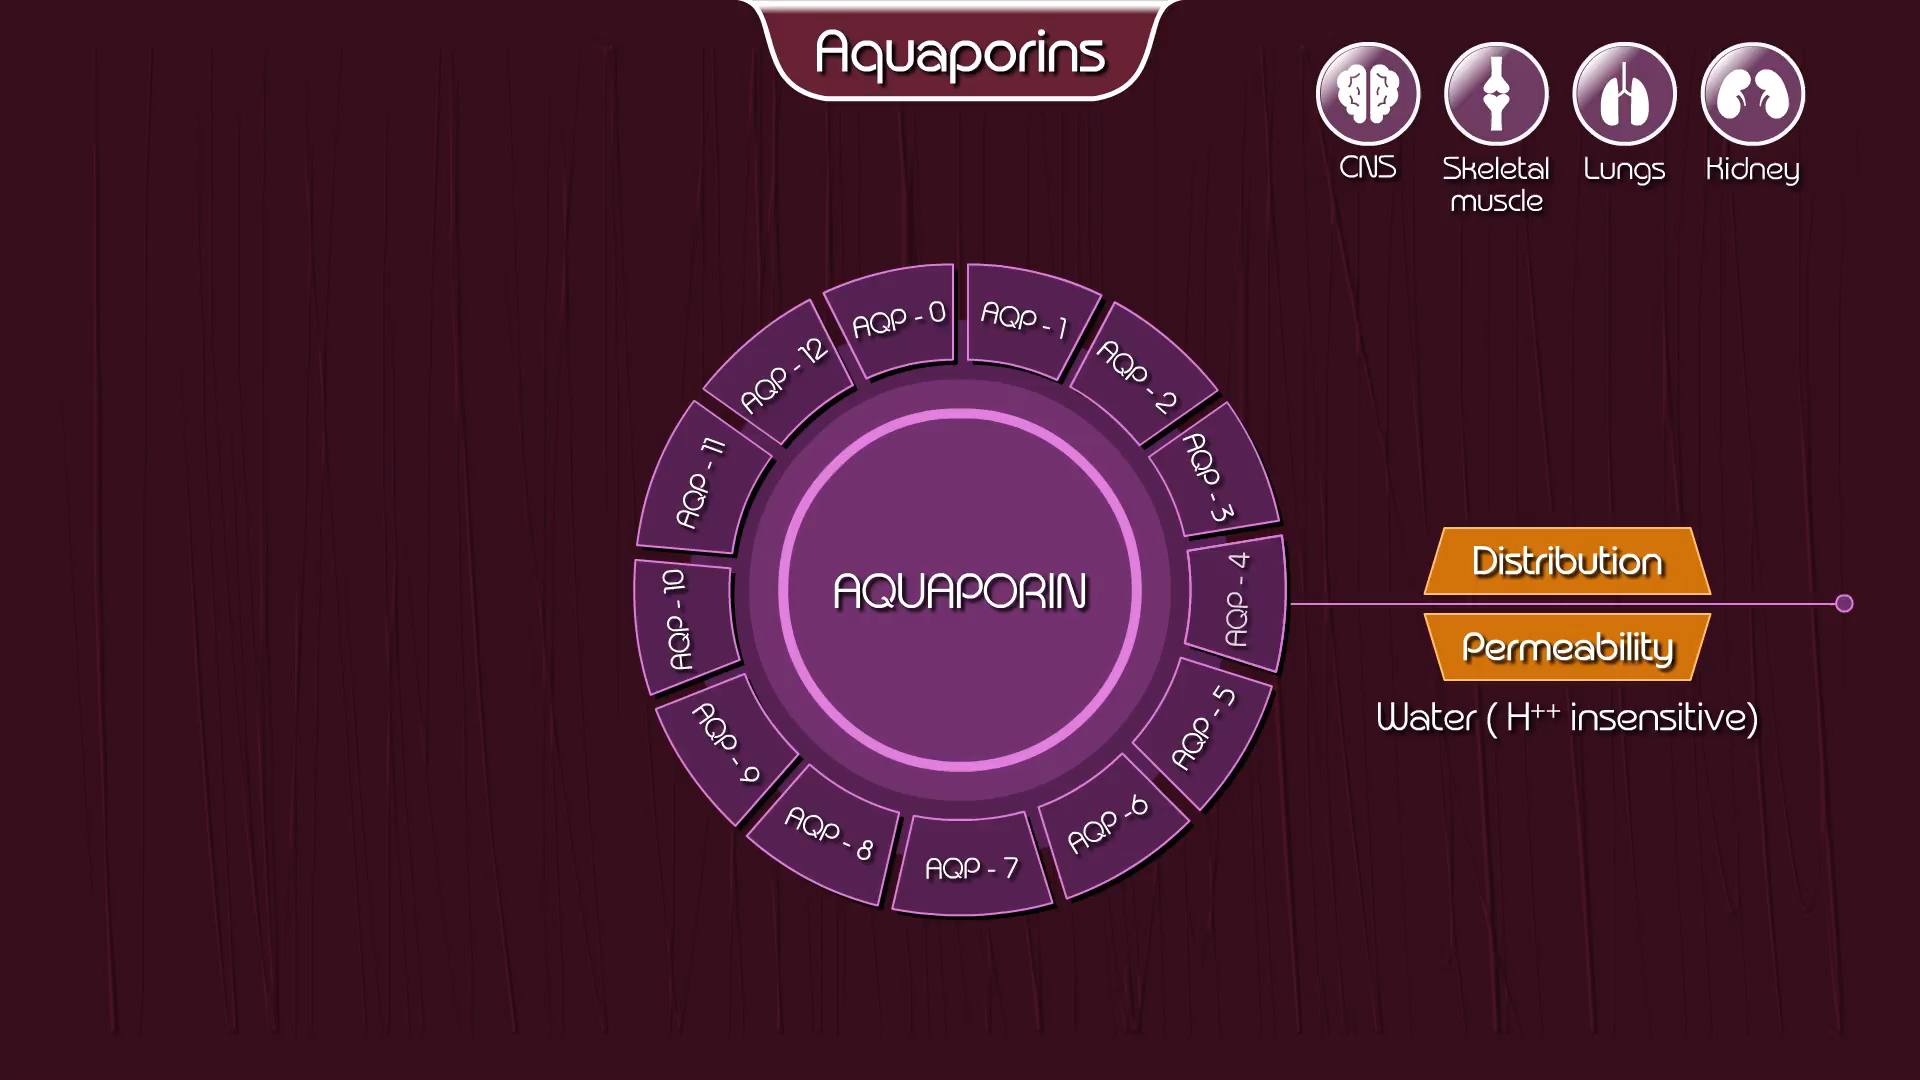 Aquaporins
CNS
Skeletal
muscle
Lungs
Kidney
AQP - 0
AQP - 1
AQP - 2
AQP - 3
AQP - 4
AQP - 5
AQP -6
AQP - 7
AQP - 8
AQP - 9
AQP - 10
AQP - 11
AQP - 12
AQUAPORIN
Distribution
Permeability
Water ( H⁺⁺ insensitive)